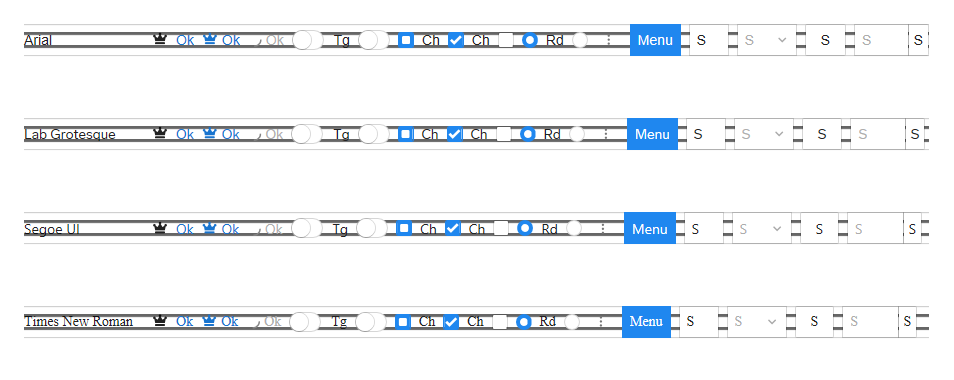 Arial Ok Ok Ok Tg Ch Ch Rd Menu S S S S S
Lab Grotesque Ok Ok Ok Tg Ch Ch Rd Menu S S S S S
Segoe UI Ok Ok Ok Tg Ch Ch Rd Menu S S S S S
Times New Roman Ok Ok Ok Tg Ch Ch Rd Menu S S S S S